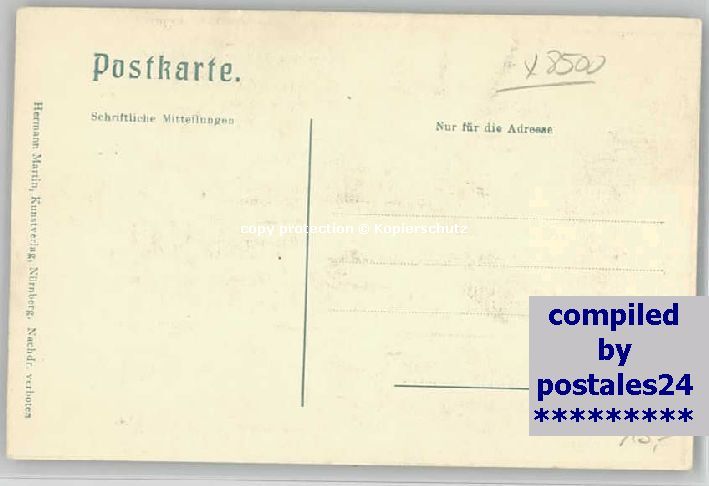 Postkarte.
x 8500
Schriftliche Mitteilungen
Nur für die Adresse
Hermann Martin, Kunstverlag, Nürnberg. Nachdr. verboten
copy protection © Kopierschutz
compiled
by
postales24
*********